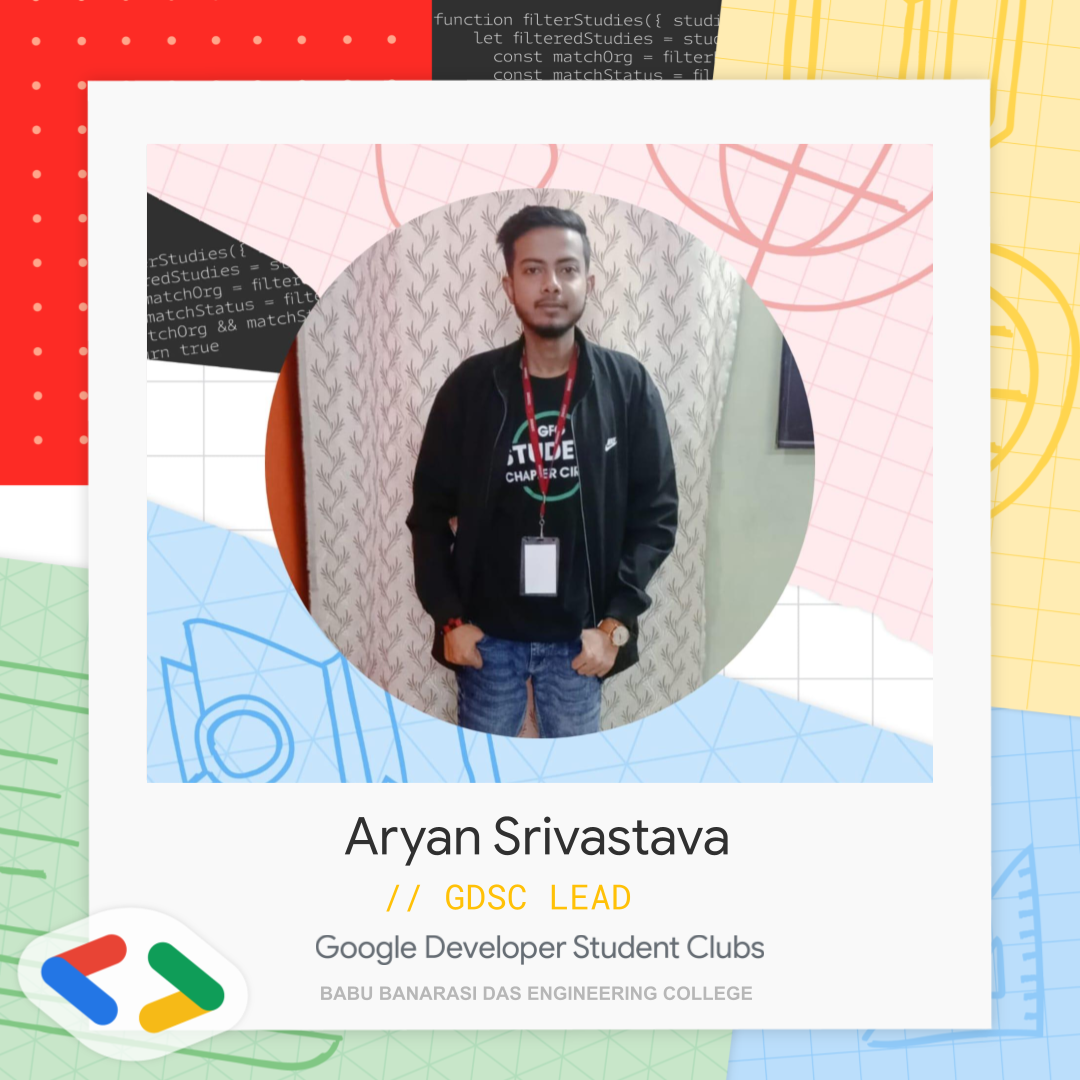 function filterStudies({ studi
let filteredStudies = stud
const matchOrg = filter
const matchStatus = fil
rStudies({
redStudies = st
matchOrg = filter
matchStatus = filt
tchOrg && matchSt
rn true
GFG
STUDE
CHAPTER CIR
Aryan Srivastava
// GDSC LEAD
Google Developer Student Clubs
BABU BANARASI DAS ENGINEERING COLLEGE